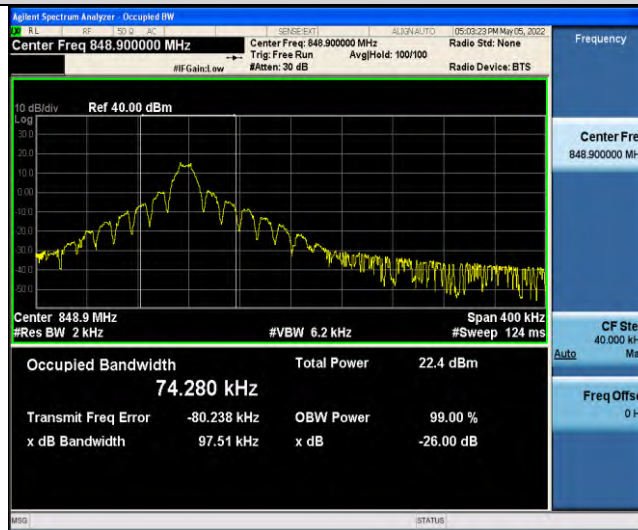 Agilent Spectrum Analyzer - Occupied BW
RL RF 50 Ω AC SENSE:EXT ALIGN AUTO 05:03:23 PM May 05, 2022
Center Freq 848.900000 MHz
Center Freq: 848.900000 MHz
Radio Std: None
Trig: Free Run Avg|Hold: 100/100
#IFGain:Low #Atten: 30 dB Radio Device: BTS
10 dB/div Ref 40.00 dBm
Log
30.0
20.0
10.0
0.00
-10.0
-20.0
-30.0
-40.0
-50.0
Center 848.9 MHz Span 400 kHz
#Res BW 2 kHz #VBW 6.2 kHz #Sweep 124 ms
Occupied Bandwidth Total Power 22.4 dBm
74.280 kHz
Transmit Freq Error -80.238 kHz OBW Power 99.00 %
x dB Bandwidth 97.51 kHz x dB -26.00 dB
MSG STATUS
Frequency
Center Fre
848.900000 MH
CF Ste
40.000 kH
Auto Ma
Freq Offse
0 H